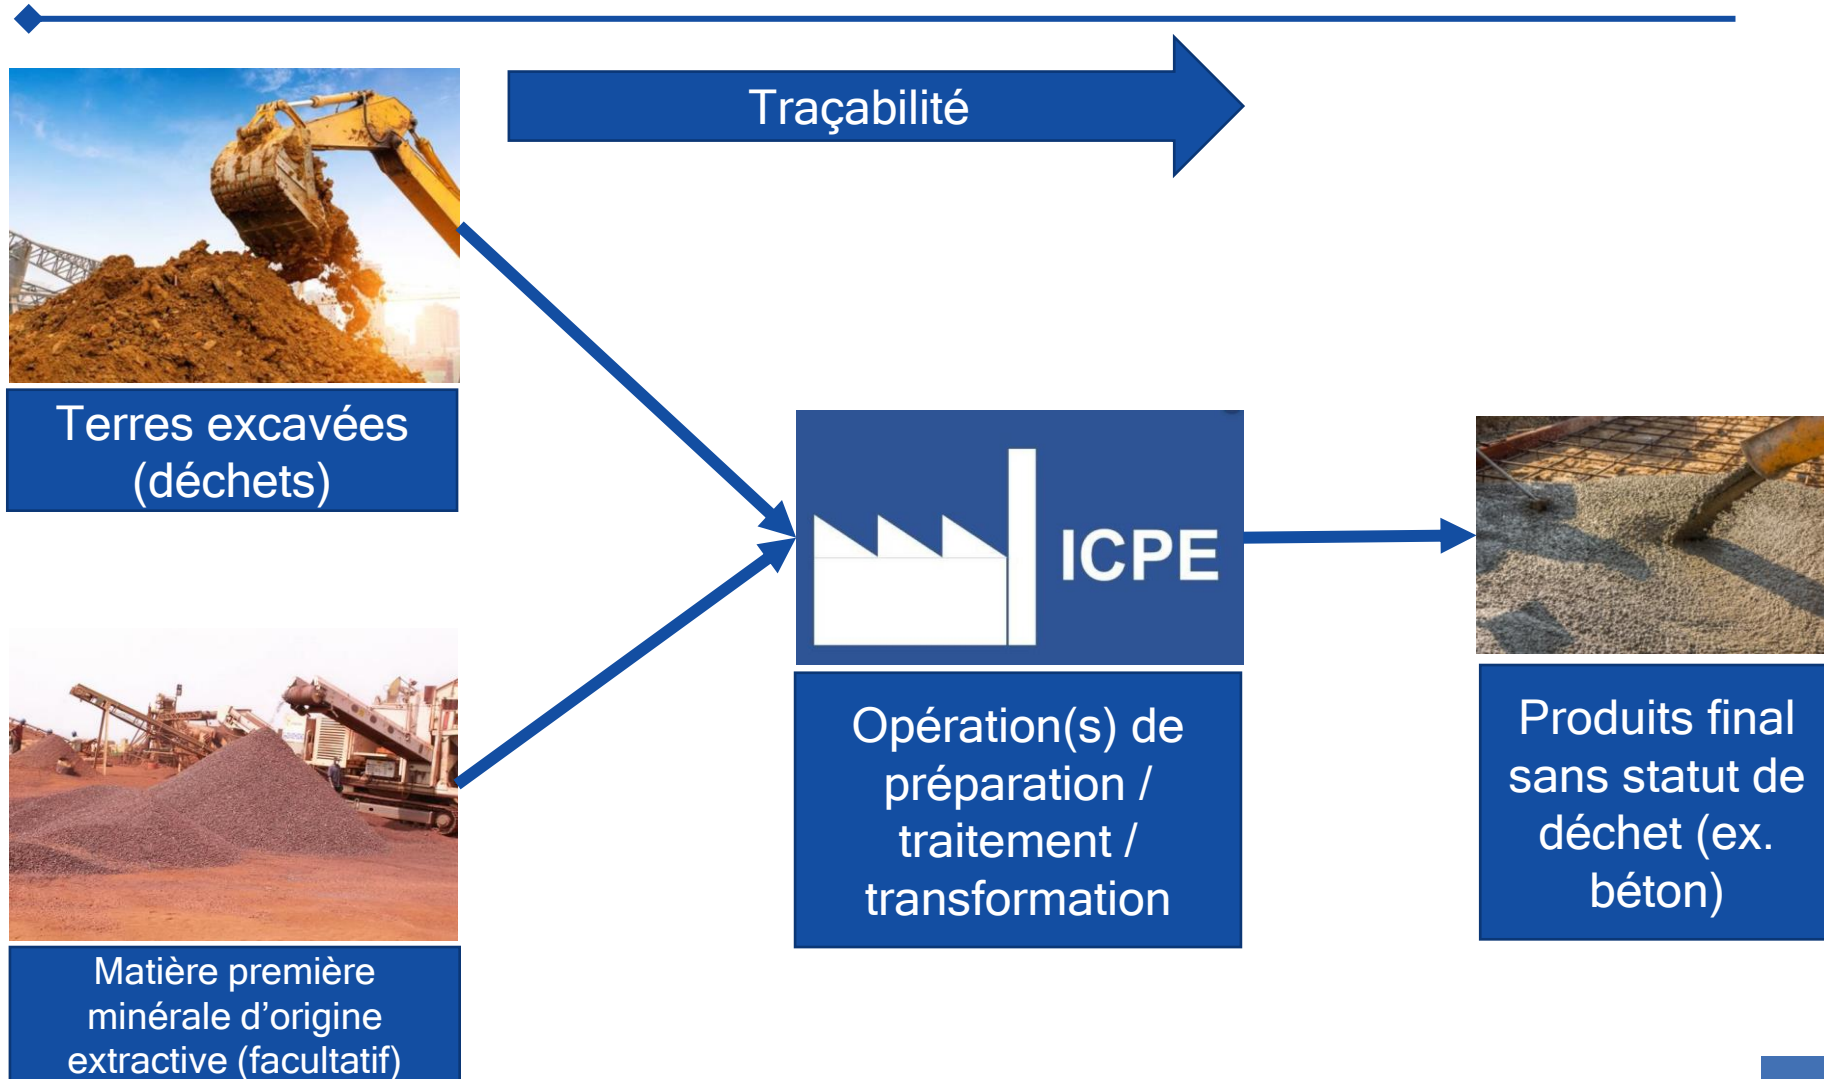 Traçabilité
Terres excavées
(déchets)
ICPE
Opération(s) de
préparation /
traitement /
transformation
Produits final
sans statut de
déchet (ex.
béton)
Matière première
minérale d’origine
extractive (facultatif)